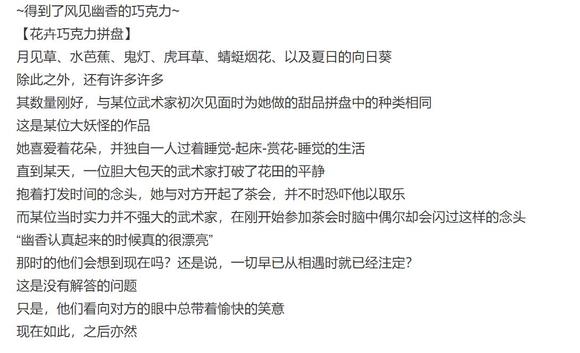 ~得到了风见幽香的巧克力~
【花卉巧克力拼盘】
月见草、水芭蕉、鬼灯、虎耳草、蜻蜓烟花、以及夏日的向日葵
除此之外，还有许多许多
其数量刚好，与某位武术家初次见面时为她做的甜品拼盘中的种类相同
这是某位大妖怪的作品
她喜爱着花朵，并独自一人过着睡觉-起床-赏花-睡觉的生活
直到某天，一位胆大包天的武术家打破了花田的平静
抱着打发时间的念头，她与对方开起了茶会，并不时恐吓他以取乐
而某位当时实力并不强大的武术家，在刚开始参加茶会时脑中偶尔却会闪过这样的念头
“幽香认真起来的时候真的很漂亮”
那时的他们会想到现在吗？还是说，一切早已从相遇时就已经注定？
这是没有解答的问题
只是，他们看向对方的眼中总带着愉快的笑意
现在如此，之后亦然